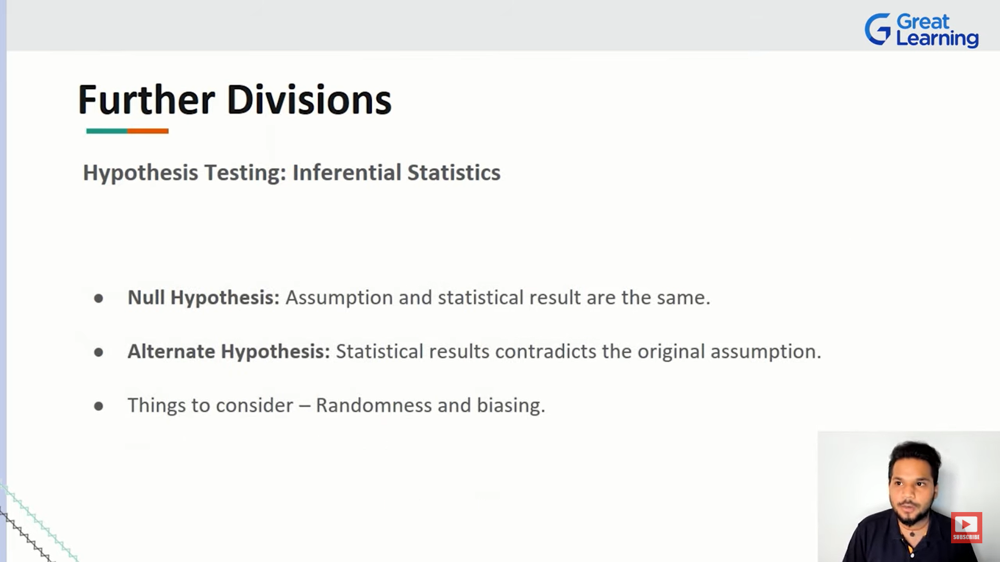 Great
Learning
Further Divisions
Hypothesis Testing: Inferential Statistics
● Null Hypothesis: Assumption and statistical result are the same.
● Alternate Hypothesis: Statistical results contradicts the original assumption.
● Things to consider – Randomness and biasing.
SUBSCRIBE